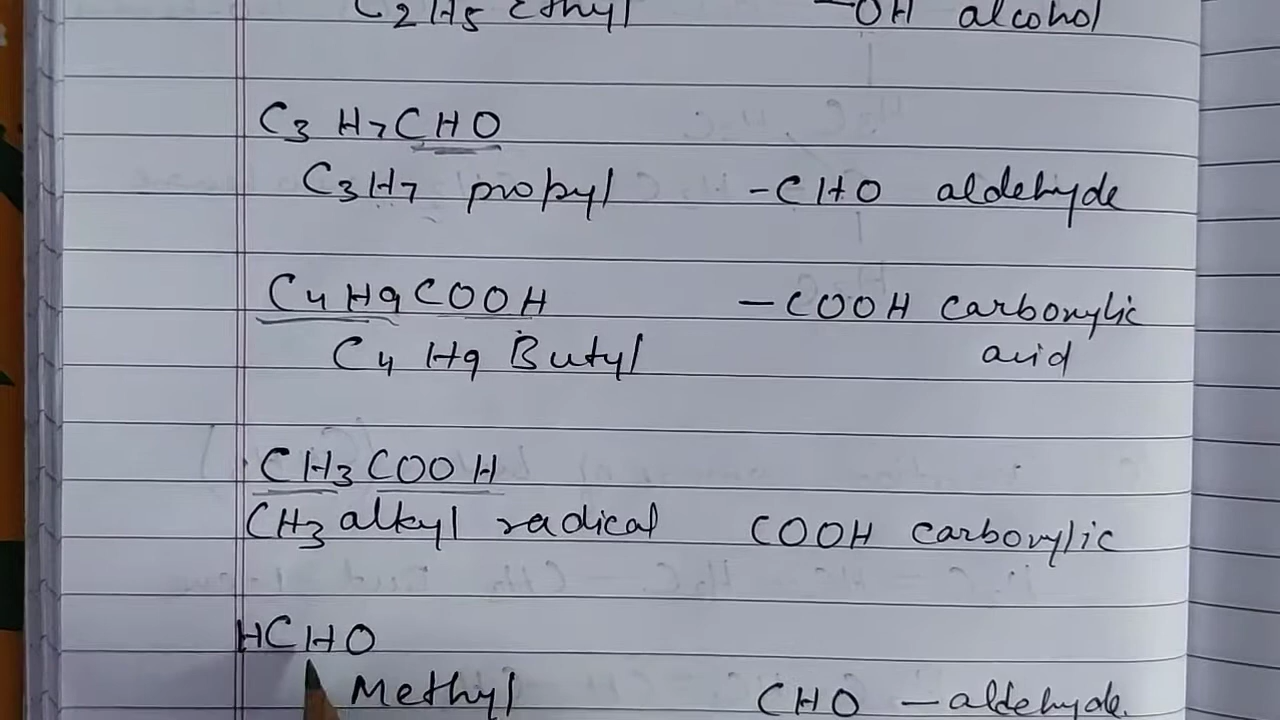 C2H5 Ethyl -OH alcohol
C3H7CHO
C3H7 propyl -CHO aldehyde
C4H9COOH -COOH carboxylic
C4H9 Butyl acid
CH3COOH
CH3 alkyl radical COOH carboxylic
HCHO
Methyl CHO - aldehyde.